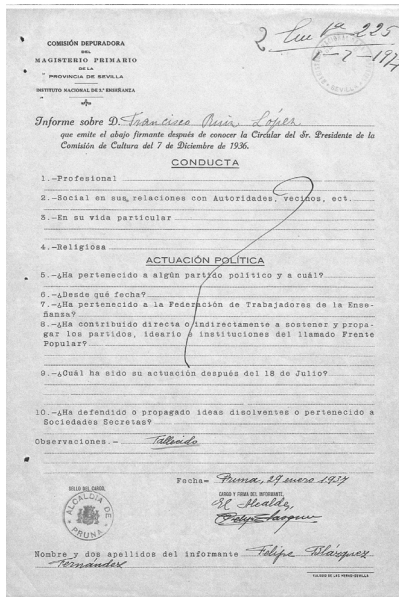 COMISIÓN DEPURADORA
DEL
MAGISTERIO PRIMARIO
DE LA
PROVINCIA DE SEVILLA
INSTITUTO NACIONAL DE 2.ª ENSEÑANZA
225
Informe sobre D. Francisco Ruiz López
que emite el abajo firmante después de conocer la Circular del Sr. Presidente de la
Comisión de Cultura del 7 de Diciembre de 1936.
CONDUCTA
1.-Profesional
2.-Social en sus relaciones con Autoridades, vecinos, ect.
3.-En su vida particular
4.-Religiosa
ACTUACIÓN POLÍTICA
5.-¿Ha pertenecido a algún partido político y a cuál?
6.-¿Desde qué fecha?
7.-¿Ha pertenecido a la Federación de Trabajadores de la Ense-
ñanza?
8.-¿Ha contribuido directa o indirectamente a sostener y propa-
gar los partidos, ideario e instituciones del llamado Frente
Popular?
9.-¿Cuál ha sido su actuación después del 18 de Julio?
10.-¿Ha defendido o propagado ideas disolventes o pertenecido a
Sociedades Secretas?
Observaciones.- Fallecido
Fecha= Pruna, 29 enero 1937
SELLO DEL CARGO,
CARGO Y FIRMA DEL INFORMANTE,
El Alcalde,
ALCALDIA DE
PRUNA
Nombre y dos apellidos del informante Felipe Blázquez
Fernández